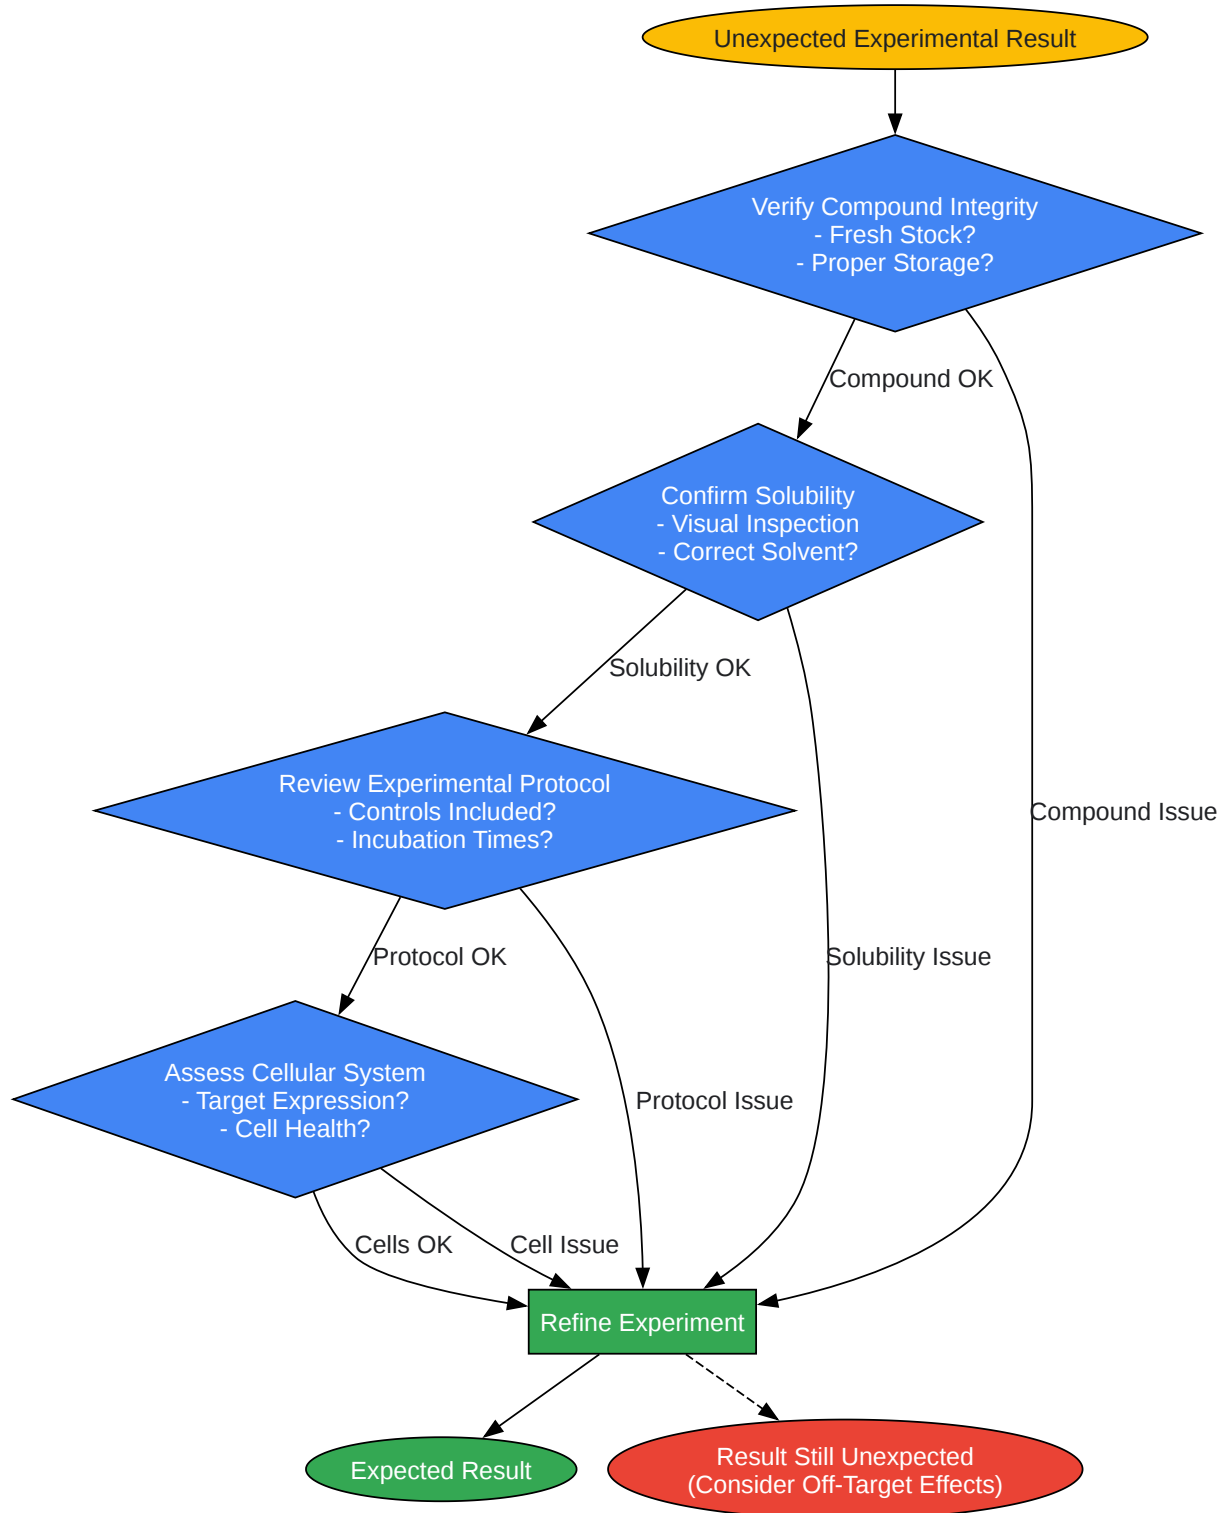 Unexpected Experimental Result
Verify Compound Integrity
- Fresh Stock?
- Proper Storage?
Compound OK
Confirm Solubility
- Visual Inspection
- Correct Solvent?
Solubility OK
Review Experimental Protocol
- Controls Included?
- Incubation Times?
Compound Issue
Protocol OK
Solubility Issue
Assess Cellular System
- Target Expression?
- Cell Health?
Protocol Issue
Cells OK
Cell Issue
Refine Experiment
Expected Result
Result Still Unexpected
(Consider Off-Target Effects)